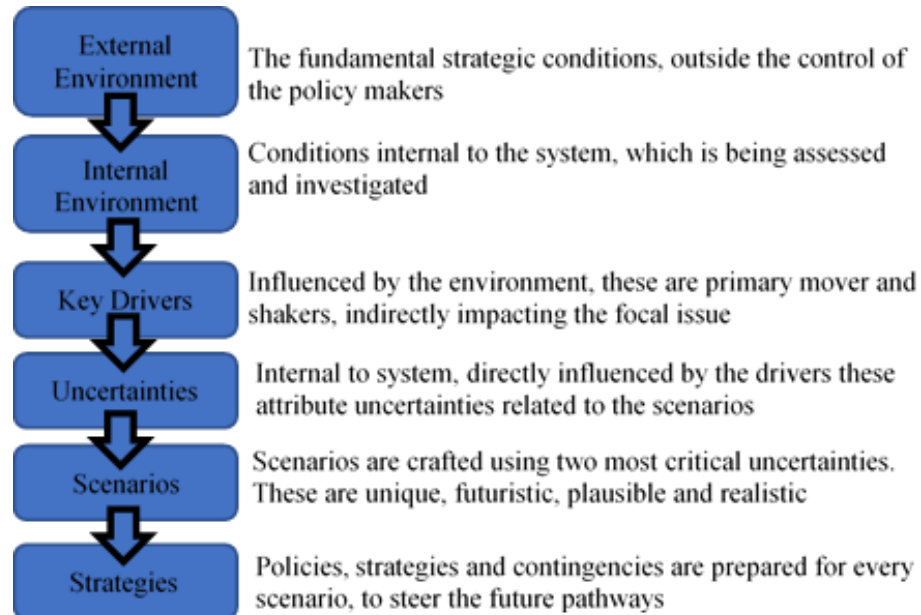 External
Environment
The fundamental strategic conditions, outside the control of
the policy makers
Internal
Environment
Conditions internal to the system, which is being assessed
and investigated
Key Drivers
Influenced by the environment, these are primary mover and
shakers, indirectly impacting the focal issue
Uncertainties
Internal to system, directly influenced by the drivers these
attribute uncertainties related to the scenarios
Scenarios
Scenarios are crafted using two most critical uncertainties.
These are unique, futuristic, plausible and realistic
Strategies
Policies, strategies and contingencies are prepared for every
scenario, to steer the future pathways